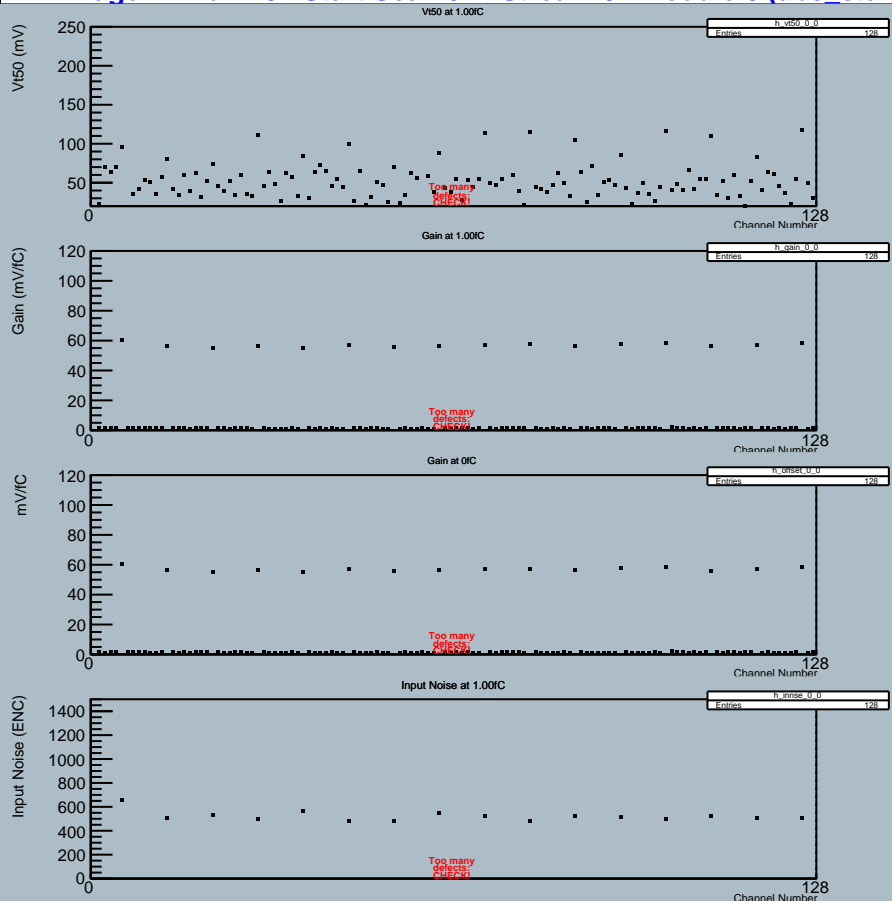 Vt50 at 1.00fC
h_vt50_0_0
Entries 128
Vt50 (mV)
250
200
150
100
50
Too many
defects:
CHECK!
0
128
Channel Number
Gain at 1.00fC
h_gain_0_0
Entries 128
Gain (mV/fC)
120
100
80
60
40
20
0
Too many
defects:
CHECK!
0
128
Channel Number
Gain at 0fC
h_offset_0_0
Entries 128
mV/fC
120
100
80
60
40
20
0
Too many
defects:
CHECK!
0
128
Channel Number
Input Noise at 1.00fC
h_innse_0_0
Entries 128
Input Noise (ENC)
1400
1200
1000
800
600
400
200
0
Too many
defects:
CHECK!
0
128
Channel Number